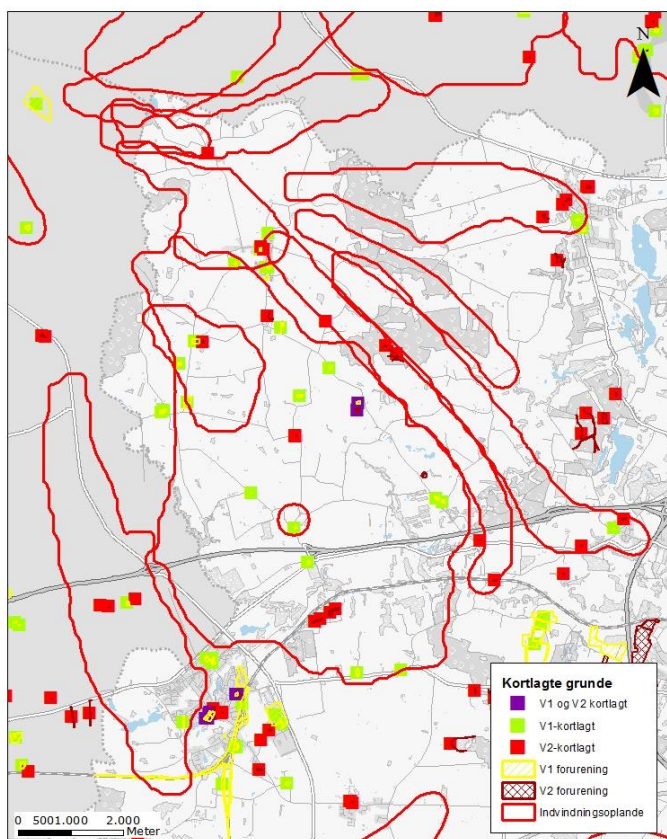 N
Kortlagte grunde
V1 og V2 kortlagt
V1-kortlagt
V2-kortlagt
V1 forurening
V2 forurening
Indvindingsoplande
0 5001.000 2.000
Meter